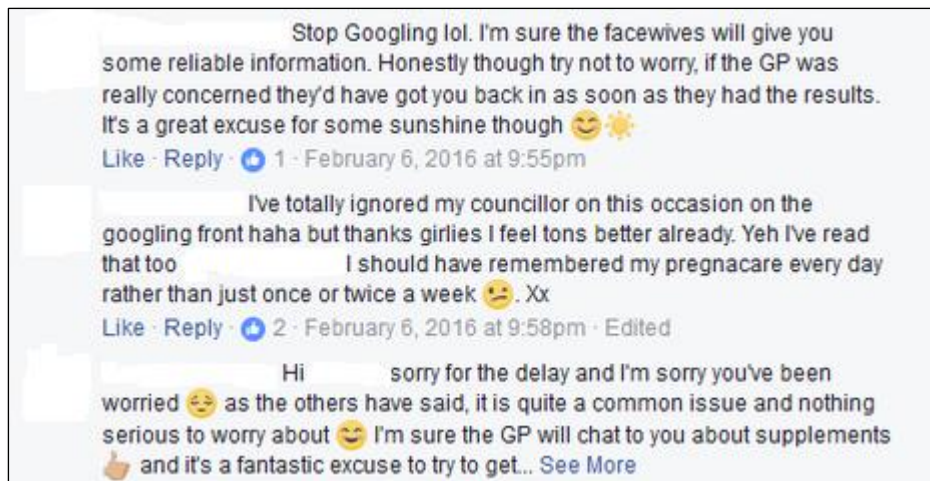 Stop Googling lol. I'm sure the facewives will give you
some reliable information. Honestly though try not to worry, if the GP was
really concerned they'd have got you back in as soon as they had the results.
It's a great excuse for some sunshine though 😊☀️
Like · Reply · 1 · February 6, 2016 at 9:55pm
I've totally ignored my councillor on this occasion on the
googling front haha but thanks girlies I feel tons better already. Yeh I've read
that too I should have remembered my pregnacare every day
rather than just once or twice a week 😕. Xx
Like · Reply · 2 · February 6, 2016 at 9:58pm · Edited
Hi sorry for the delay and I'm sorry you've been
worried 😔 as the others have said, it is quite a common issue and nothing
serious to worry about 😊 I'm sure the GP will chat to you about supplements
👍 and it's a fantastic excuse to try to get... See More